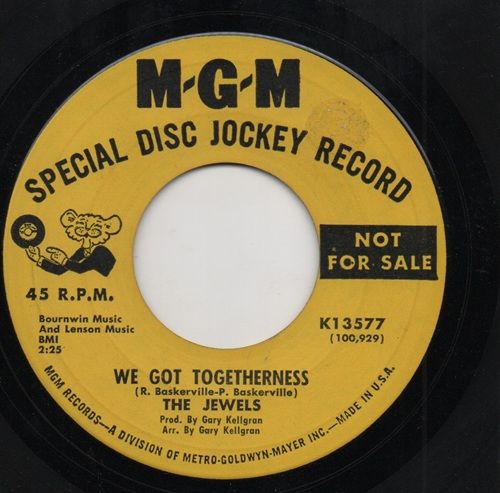 M-G-M
SPECIAL DISC JOCKEY RECORD
NOT
FOR SALE
45 R.P.M.
Bournwin Music
And Lenson Music
BMI
2:25
K13577
(100,929)
WE GOT TOGETHERNESS
(R. Baskerville-P. Baskerville)
THE JEWELS
Prod. By Gary Kellgran
Arr. By Gary Kellgran
MGM RECORDS—A DIVISION OF METRO-GOLDWYN-MAYER INC.—MADE IN U.S.A.